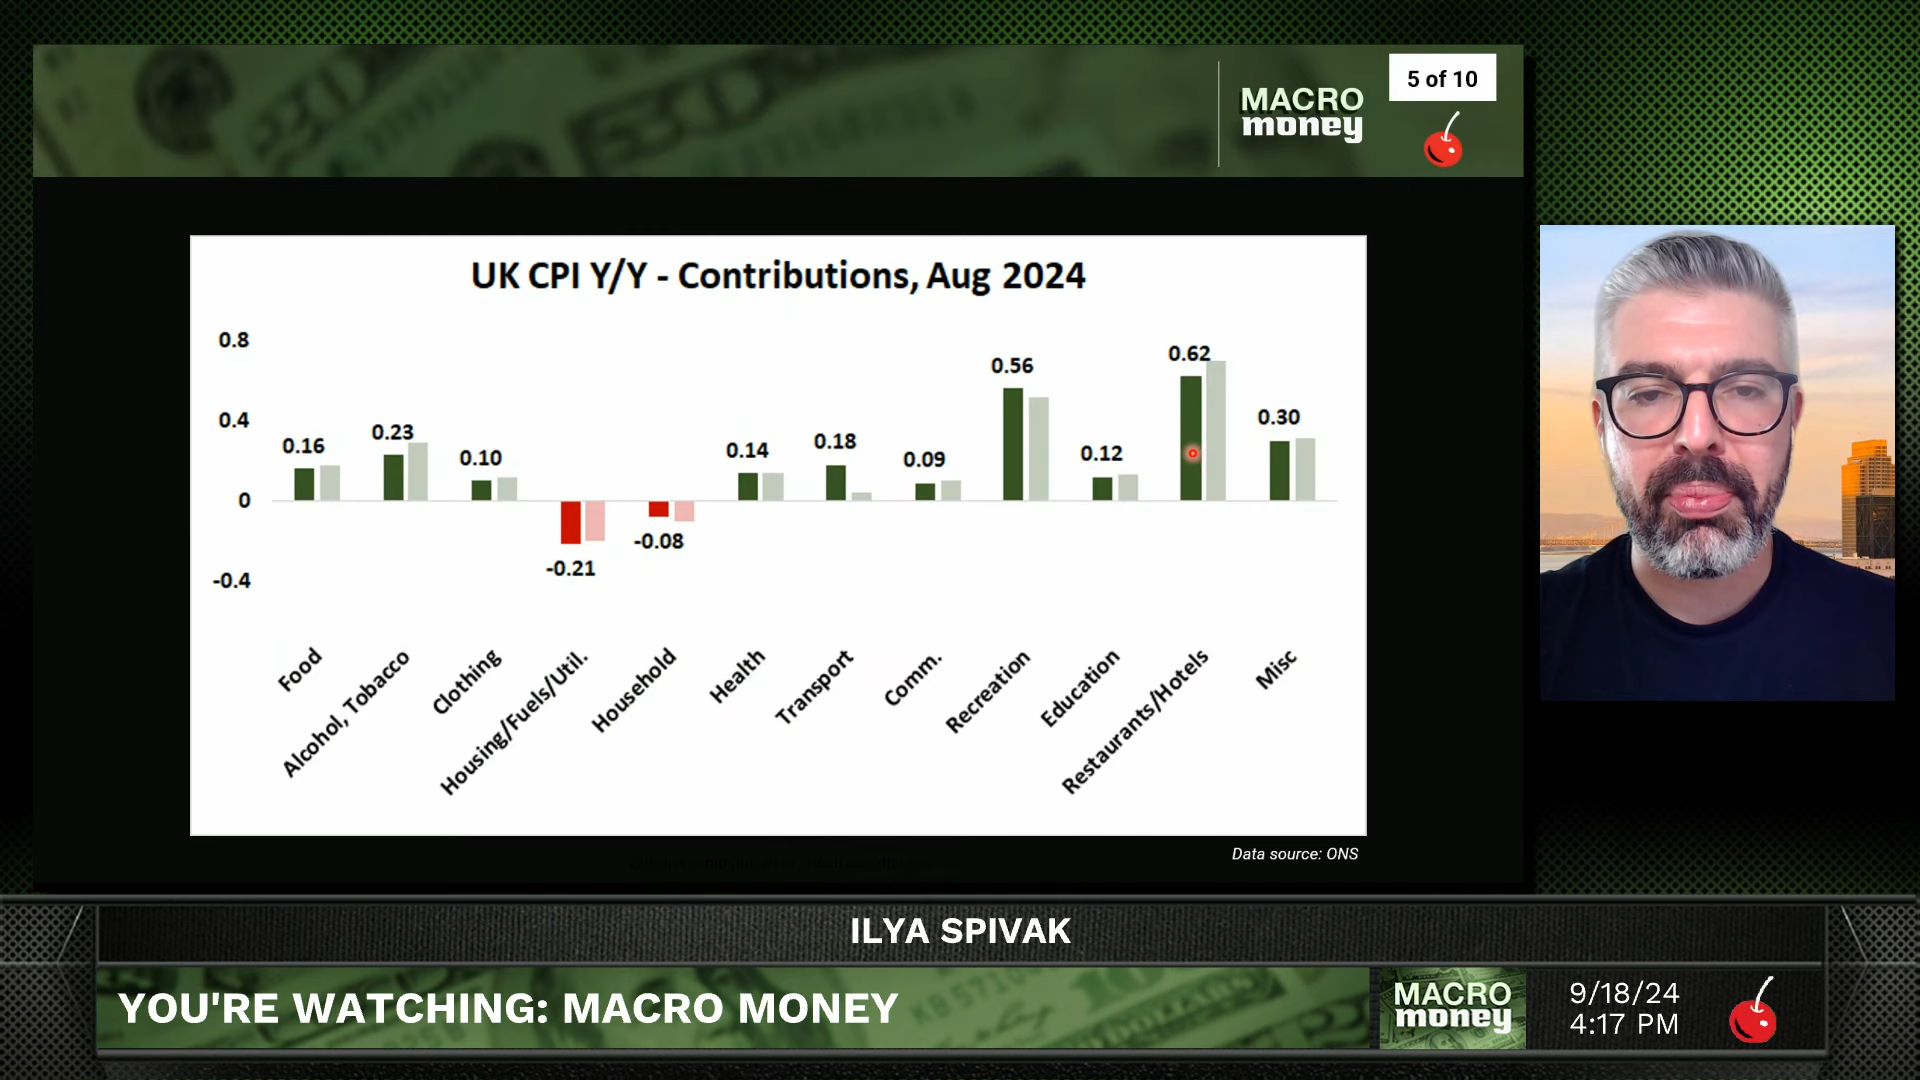 MACRO
money
5 of 10
UK CPI Y/Y - Contributions, Aug 2024
0.8
0.4
0
-0.4
0.16
0.23
0.10
-0.21
-0.08
0.14
0.18
0.09
0.56
0.12
0.62
0.30
Food
Alcohol, Tobacco
Clothing
Housing/Fuels/Util.
Household
Health
Transport
Comm.
Recreation
Education
Restaurants/Hotels
Misc
Data source: ONS
ILYA SPIVAK
YOU'RE WATCHING: MACRO MONEY
MACRO
money
9/18/24
4:17 PM